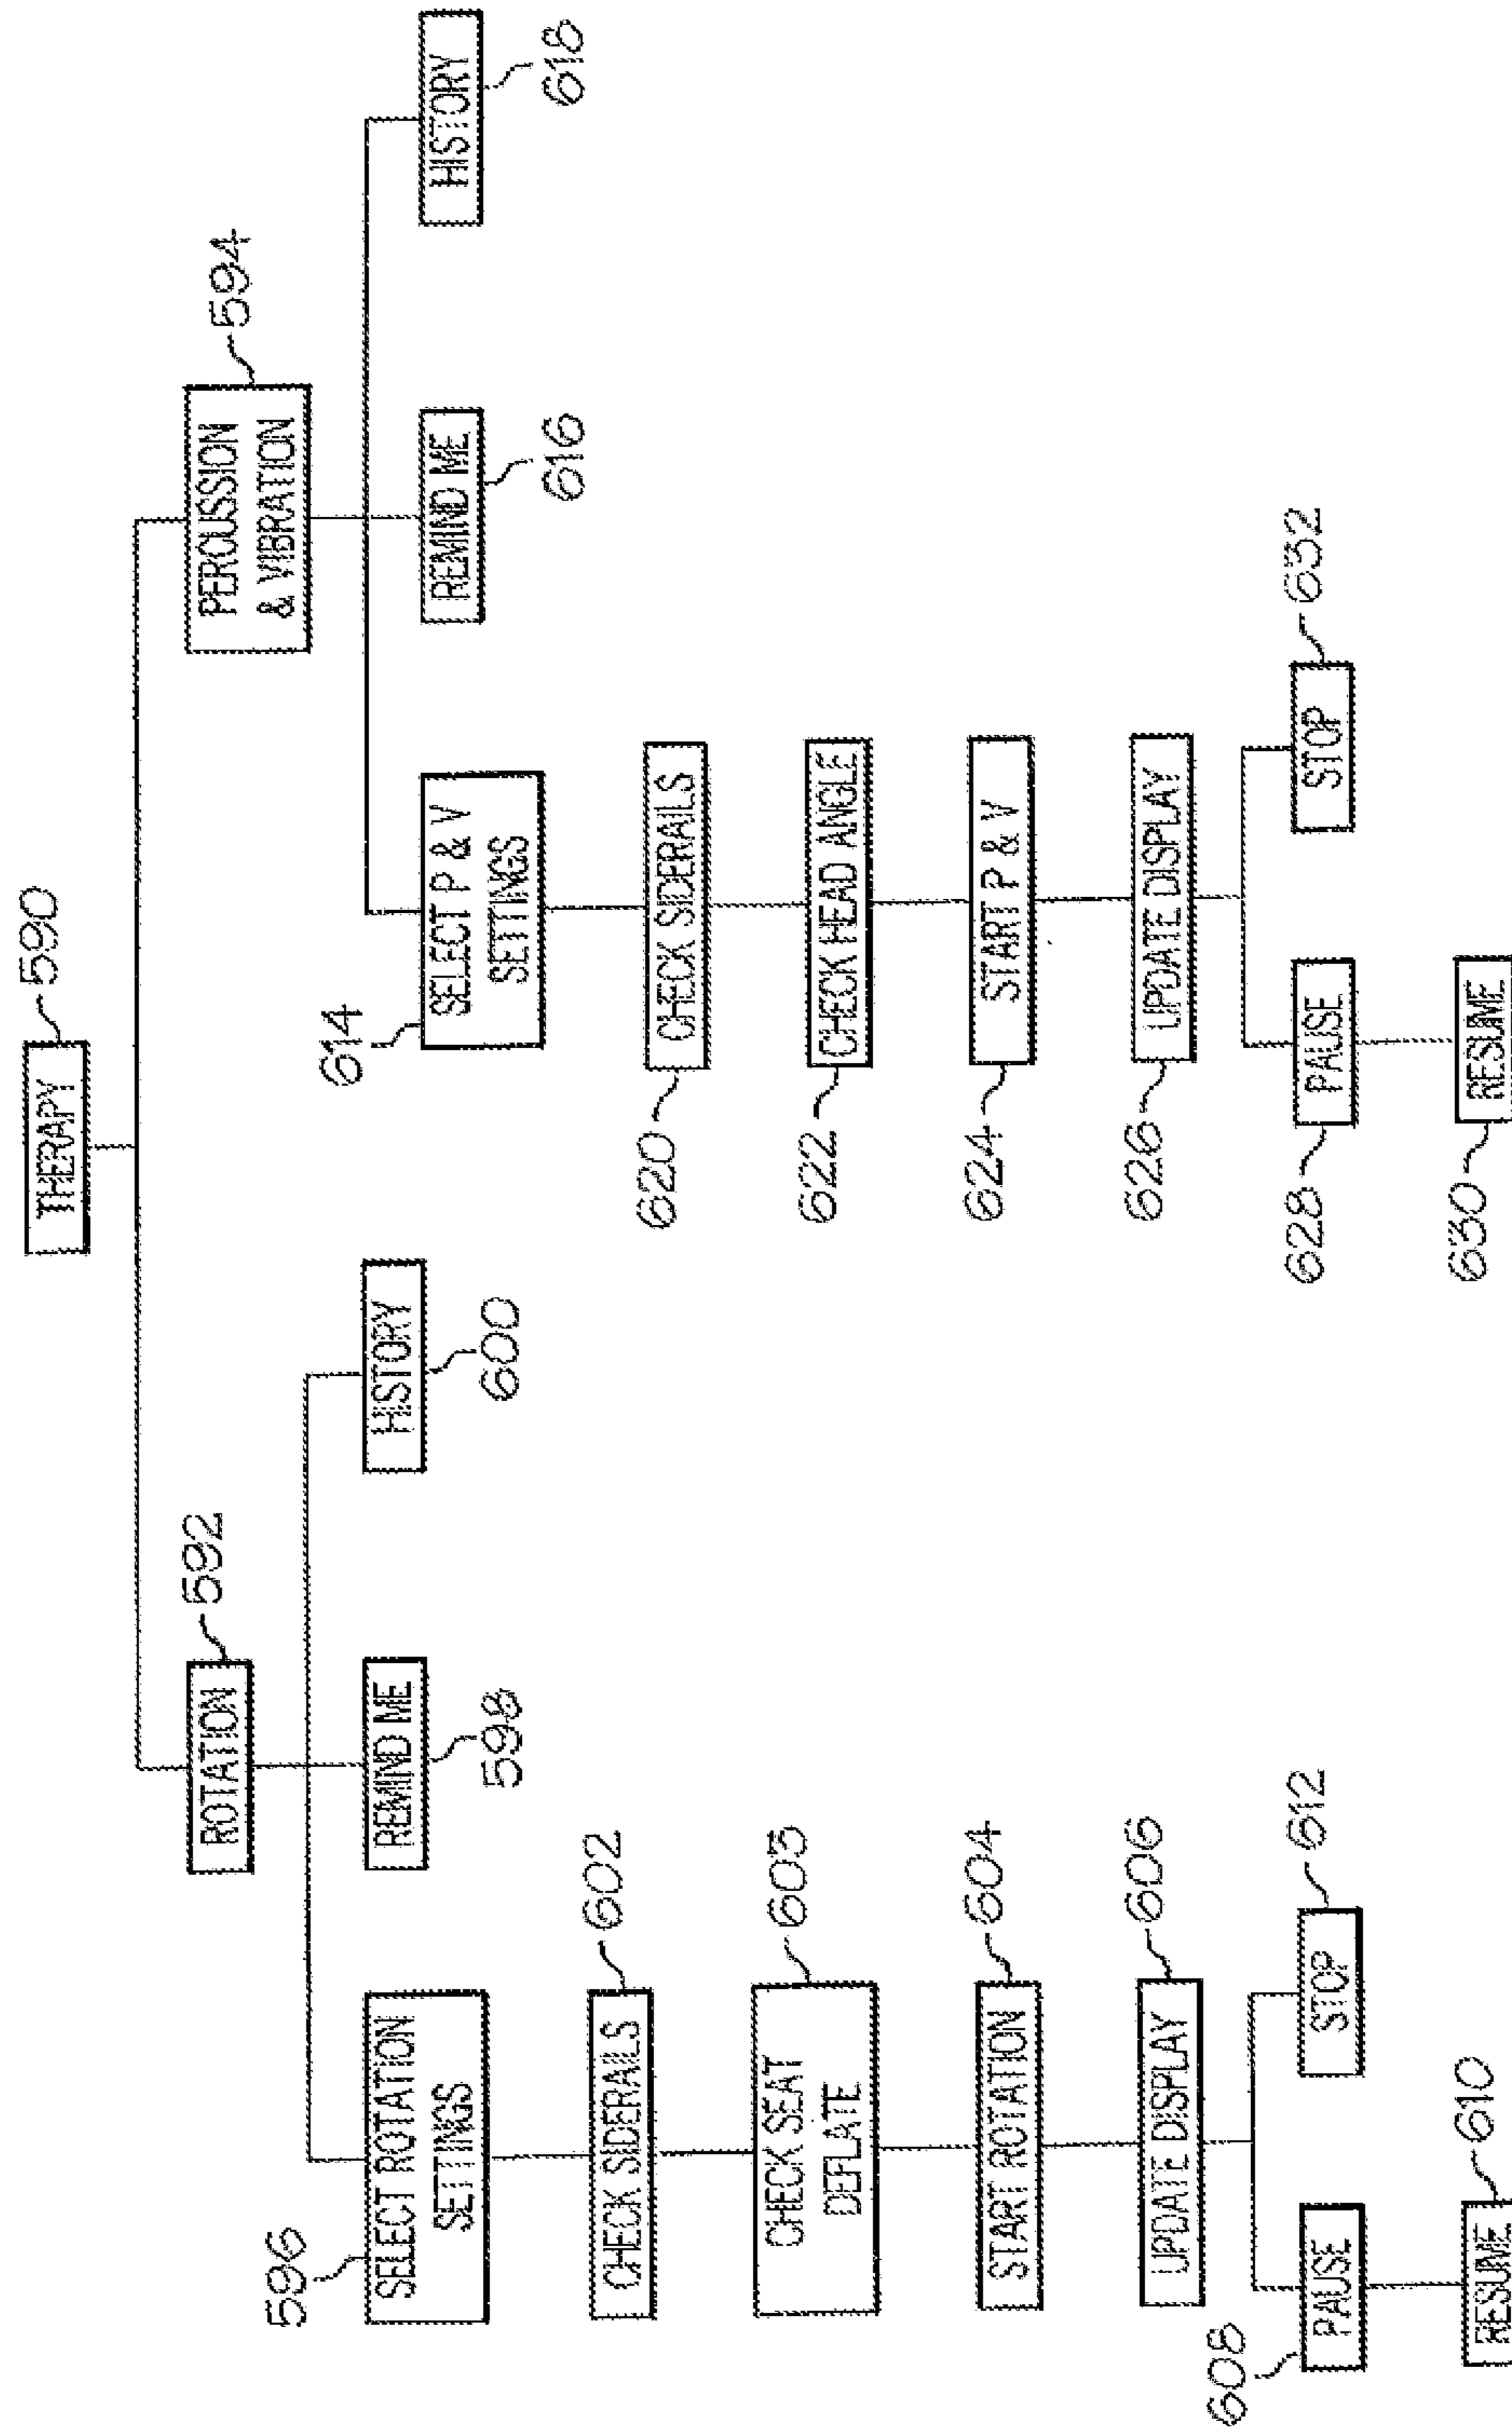 THERAPY
590
ROTATION
592
PERCUSSION
& VIBRATION
594
SELECT ROTATION
SETTINGS
596
REMIND ME
598
HISTORY
600
SELECT P & V
SETTINGS
614
REMIND ME
616
HISTORY
618
CHECK SIDERAILS
602
CHECK SIDERAILS
620
CHECK SEAT
DEFLATE
603
CHECK HEAD ANGLE
622
START ROTATION
604
START P & V
624
UPDATE DISPLAY
606
UPDATE DISPLAY
626
PAUSE
608
STOP
612
PAUSE
628
STOP
632
RESUME
610
RESUME
630